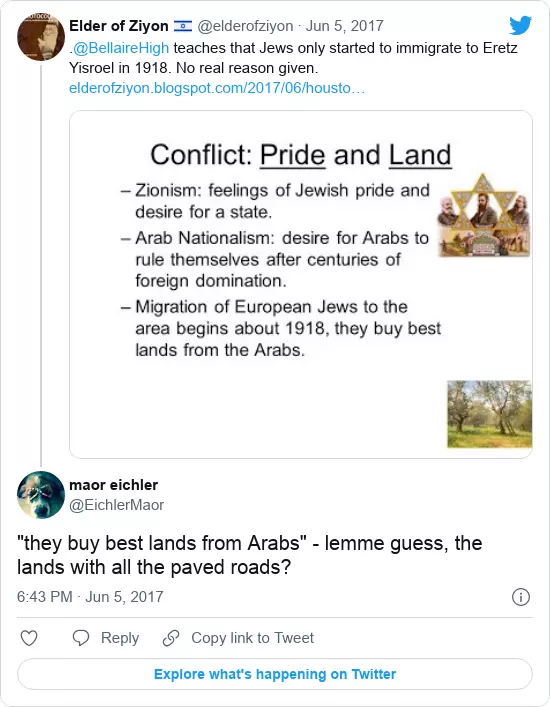 Elder of Ziyon 🇮🇱 @elderofziyon · Jun 5, 2017
.@BellaireHigh teaches that Jews only started to immigrate to Eretz
Yisroel in 1918. No real reason given.
elderofziyon.blogspot.com/2017/06/housto…
Conflict: Pride and Land
– Zionism: feelings of Jewish pride and
desire for a state.
– Arab Nationalism: desire for Arabs to
rule themselves after centuries of
foreign domination.
– Migration of European Jews to the
area begins about 1918, they buy best
lands from the Arabs.
maor eichler
@EichlerMaor
"they buy best lands from Arabs" - lemme guess, the
lands with all the paved roads?
6:43 PM · Jun 5, 2017
Reply
Copy link to Tweet
Explore what's happening on Twitter